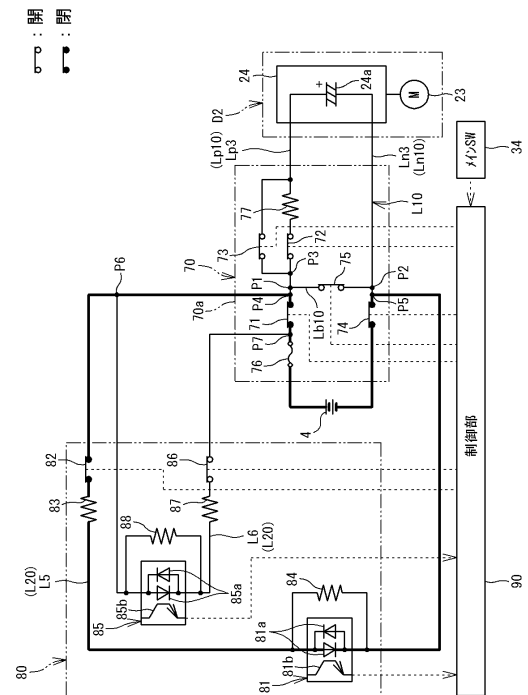 ：開
：閉
24
24a
+
M
23
D2
(Lp10)
Lp3
Ln3
(Ln10)
メインSW
34
77
L10
73
72
75
70
P3
P1
P2
P6
P4
P5
70a
71
Lb10
74
P7
76
4
制御部
82
86
83
87
88
L6
(L20)
(L20)
L5
85a
85b
85
84
81a
81b
81
80
90